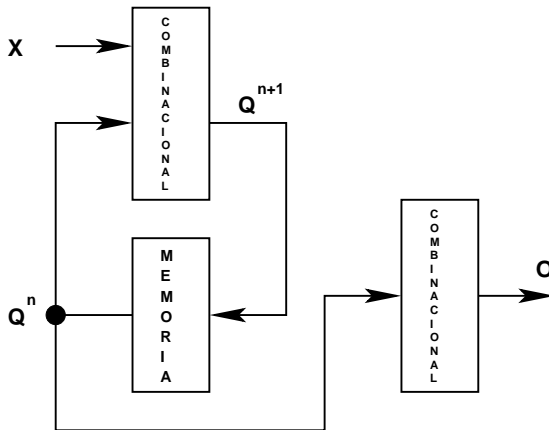 X
COMBINACIONAL
Q^{n+1}
MEMORIA
Q^n
COMBINACIONAL
O